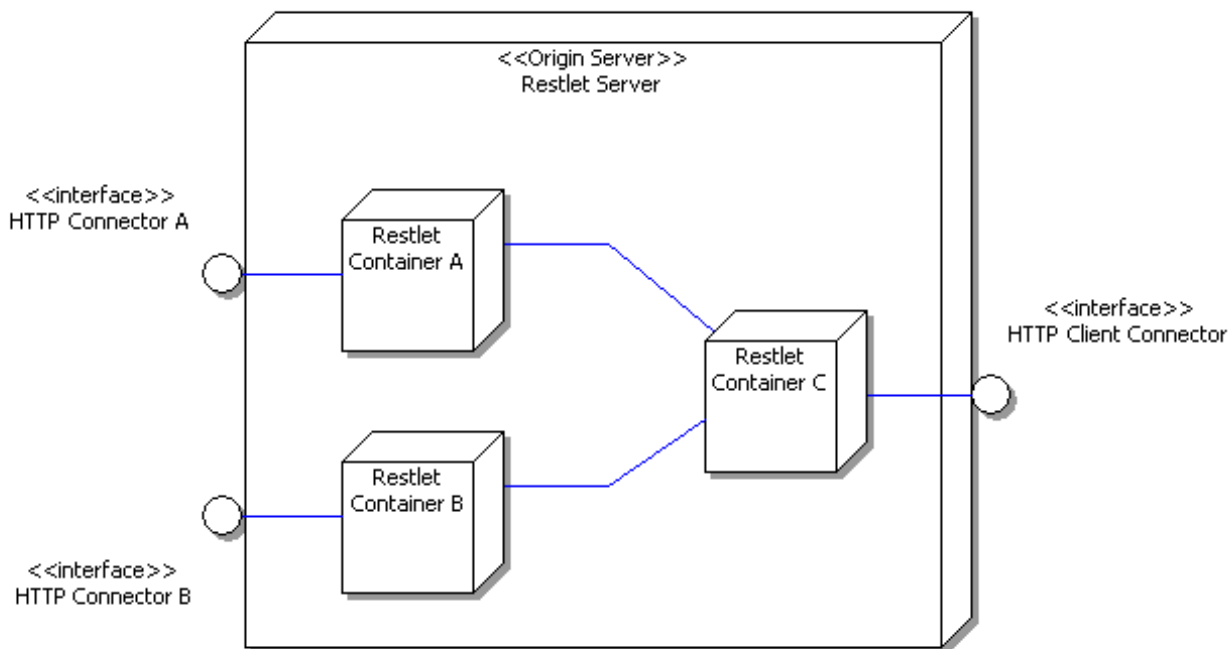 <<Origin Server>>
Restlet Server
<<interface>>
HTTP Connector A
Restlet
Container A
<<interface>>
HTTP Client Connector
Restlet
Container C
Restlet
Container B
<<interface>>
HTTP Connector B